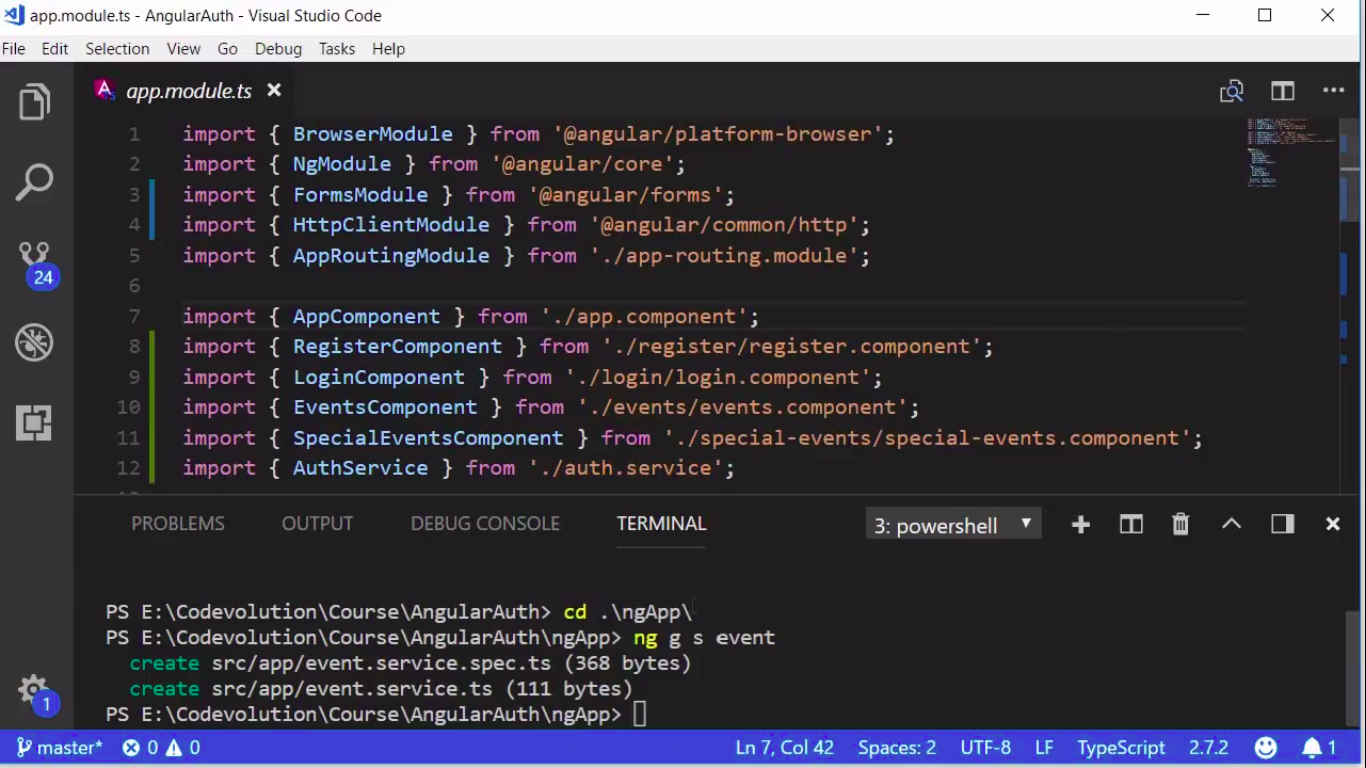 app.module.ts - AngularAuth - Visual Studio Code
File Edit Selection View Go Debug Tasks Help
app.module.ts
1 import { BrowserModule } from '@angular/platform-browser';
2 import { NgModule } from '@angular/core';
3 import { FormsModule } from '@angular/forms';
4 import { HttpClientModule } from '@angular/common/http';
5 import { AppRoutingModule } from './app-routing.module';
6
7 import { AppComponent } from './app.component';
8 import { RegisterComponent } from './register/register.component';
9 import { LoginComponent } from './login/login.component';
10 import { EventsComponent } from './events/events.component';
11 import { SpecialEventsComponent } from './special-events/special-events.component';
12 import { AuthService } from './auth.service';
24
PROBLEMS OUTPUT DEBUG CONSOLE TERMINAL 3: powershell
PS E:\Codevolution\Course\AngularAuth> cd .\ngApp\
PS E:\Codevolution\Course\AngularAuth\ngApp> ng g s event
create src/app/event.service.spec.ts (368 bytes)
create src/app/event.service.ts (111 bytes)
PS E:\Codevolution\Course\AngularAuth\ngApp>
1
master* 0 0 Ln 7, Col 42 Spaces: 2 UTF-8 LF TypeScript 2.7.2 1